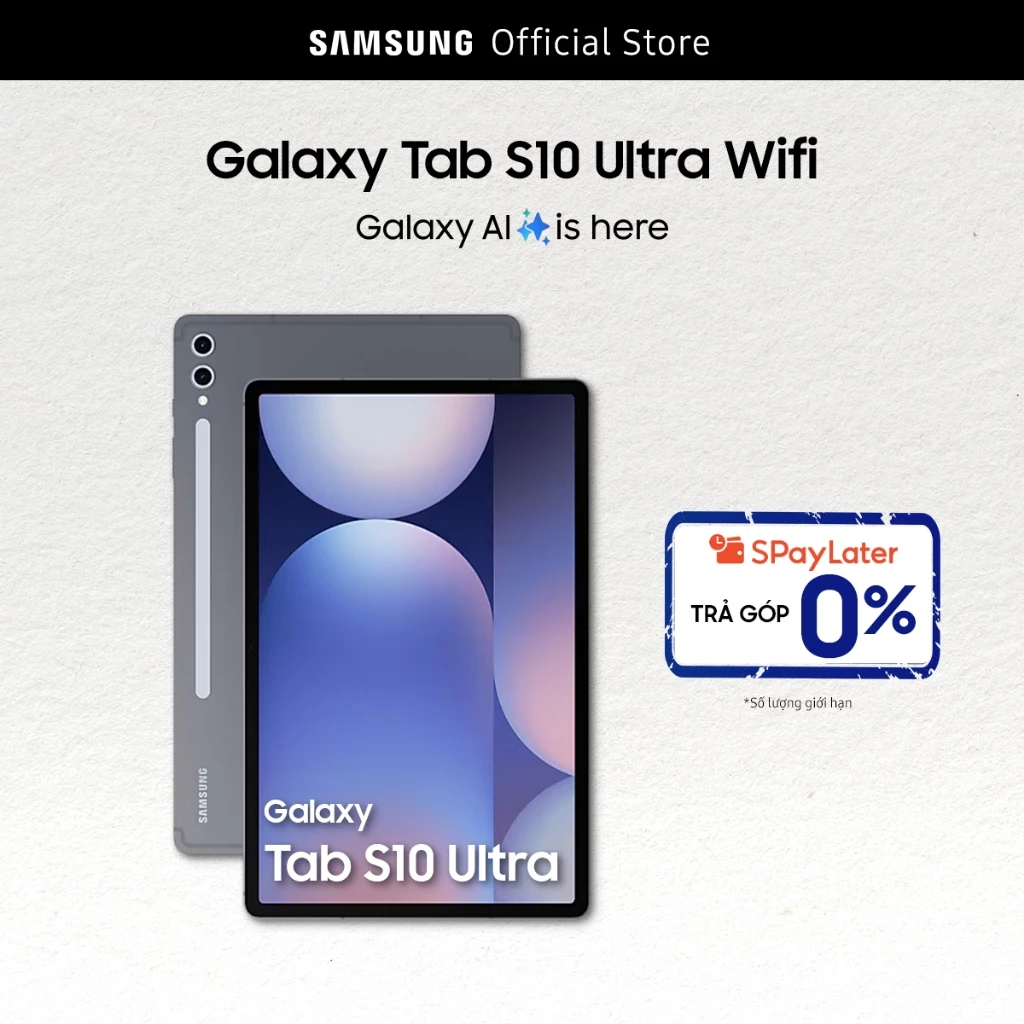 SAMSUNG Official Store
Galaxy Tab S10 Ultra Wifi
Galaxy AI is here
SAMSUNG
Galaxy
Tab S10 Ultra
SPayLater
TRẢ GÓP 0%
*Số lượng giới hạn